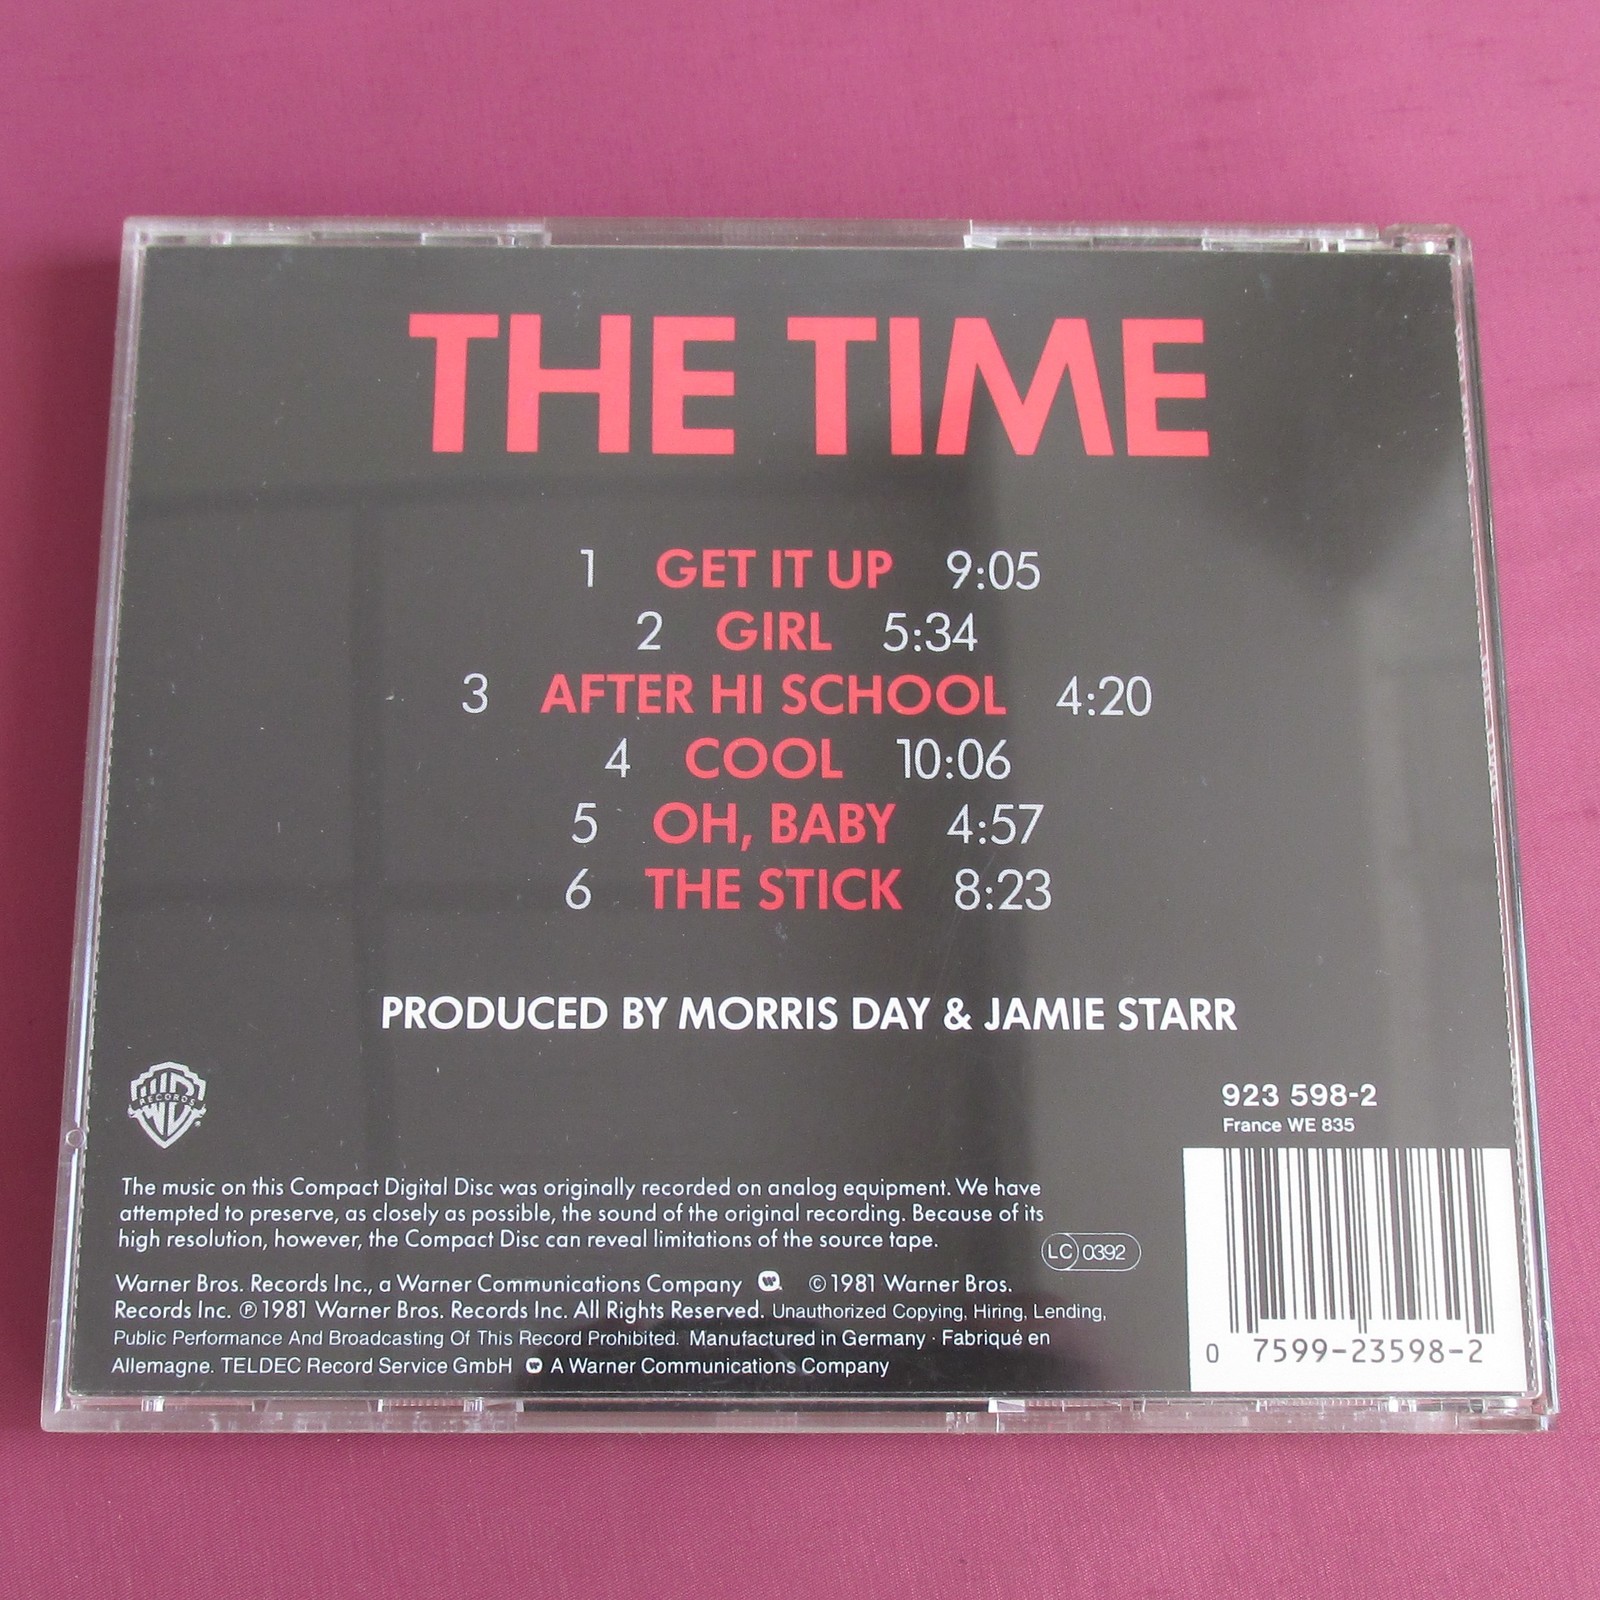 THE TIME
1 GET IT UP 9:05
2 GIRL 5:34
3 AFTER HI SCHOOL 4:20
4 COOL 10:06
5 OH, BABY 4:57
6 THE STICK 8:23
PRODUCED BY MORRIS DAY & JAMIE STARR
WB RECORDS
923 598-2
France WE 835
The music on this Compact Digital Disc was originally recorded on analog equipment. We have
attempted to preserve, as closely as possible, the sound of the original recording. Because of its
high resolution, however, the Compact Disc can reveal limitations of the source tape.
LC 0392
Warner Bros. Records Inc., a Warner Communications Company © 1981 Warner Bros.
Records Inc. ℗ 1981 Warner Bros. Records Inc. All Rights Reserved. Unauthorized Copying, Hiring, Lending,
Public Performance And Broadcasting Of This Record Prohibited. Manufactured in Germany · Fabriqué en
Allemagne. TELDEC Record Service GmbH A Warner Communications Company
0 7599-23598-2